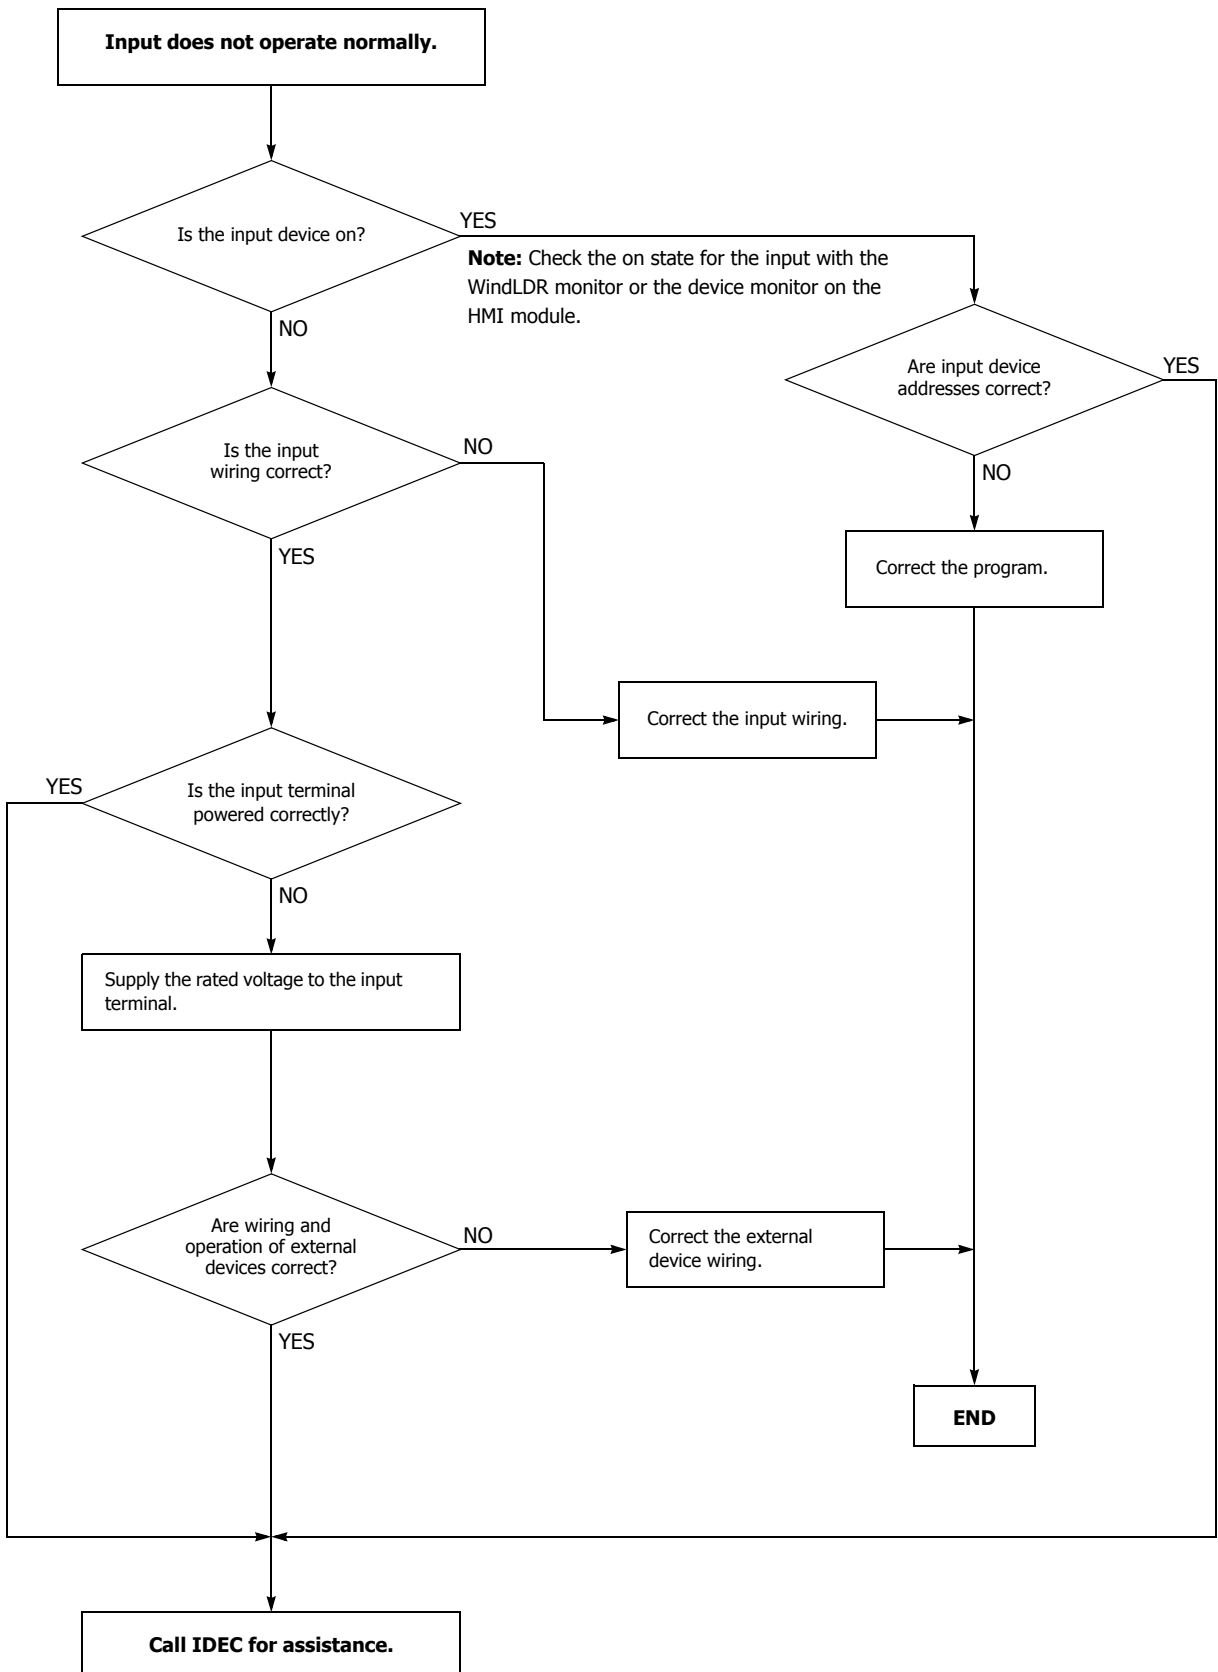 Input does not operate normally.
Is the input device on?
YES
Note: Check the on state for the input with the
WindLDR monitor or the device monitor on the
HMI module.
NO
Are input device
addresses correct?
YES
NO
Correct the program.
Is the input
wiring correct?
NO
YES
Correct the input wiring.
Is the input terminal
powered correctly?
YES
NO
Supply the rated voltage to the input
terminal.
Are wiring and
operation of external
devices correct?
NO
Correct the external
device wiring.
YES
END
Call IDEC for assistance.